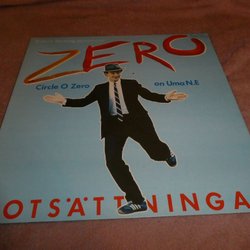 ZERO
Circle O Zero on Uma N.E
OTSÄTTNINGA